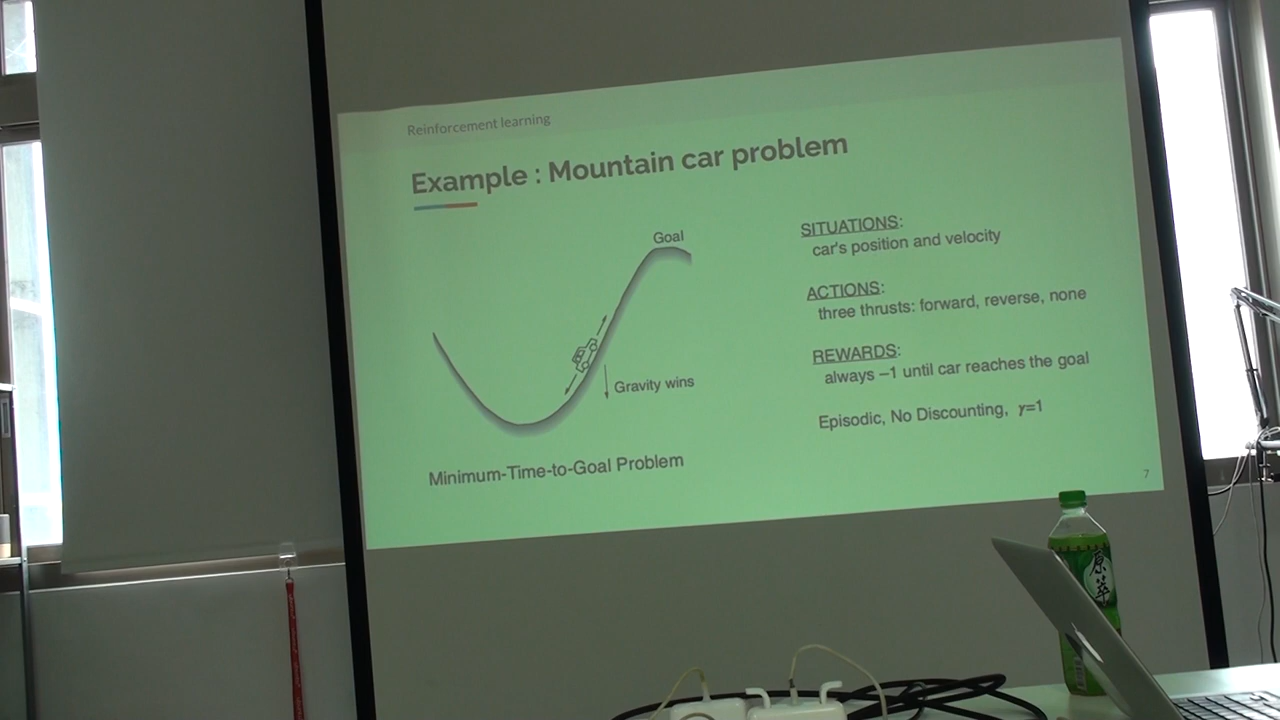 Reinforcement learning
Example : Mountain car problem
Goal
Gravity wins
Minimum-Time-to-Goal Problem
SITUATIONS:
car's position and velocity
ACTIONS:
three thrusts: forward, reverse, none
REWARDS:
always –1 until car reaches the goal
Episodic, No Discounting, γ=1
7
原萃